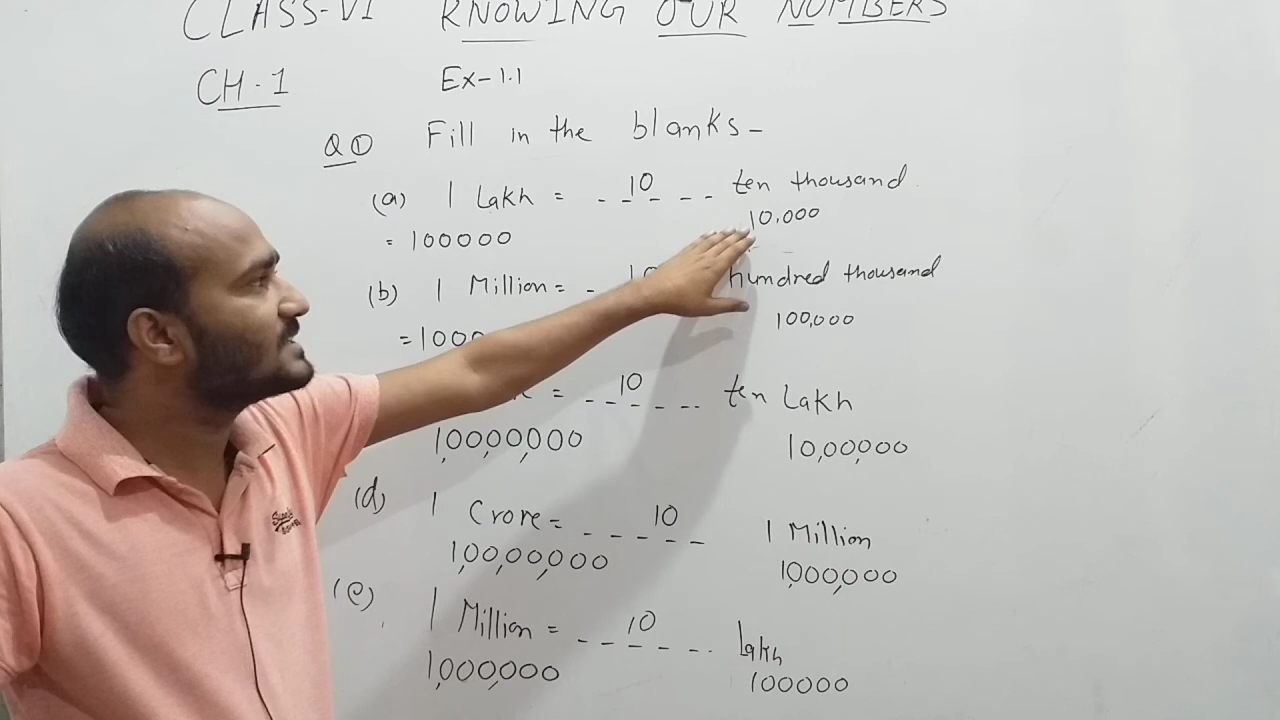 CLASS-VI KNOWING OUR NUMBERS
CH-1 Ex-1.1
Q① Fill in the blanks-
(a) 1 Lakh = --10--- ten thousand
= 100000 10,000
(b) 1 Million = - 10 hundred thousand
=1000 100,000
= --10--- ten Lakh
1,00,00,000 10,00,000
(d) 1 Crore = ---10-- 1 Million
1,00,00,000 1,000,000
(e) 1 Million = ---10--- Lakh
1,000,000 100000